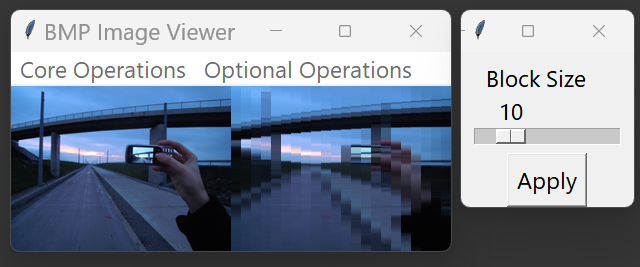 BMP Image Viewer
Core Operations Optional Operations
Block Size
10
Apply